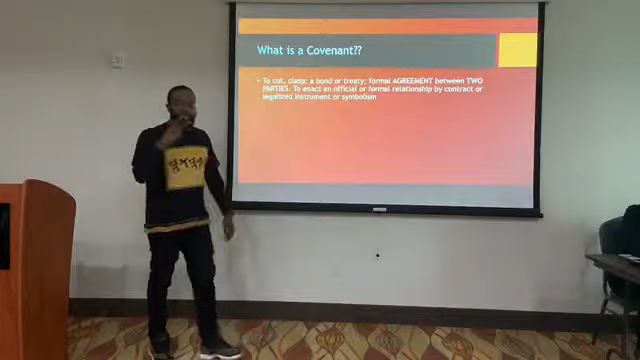 What is a Covenant??
• To cut, clasp; a bond or treaty; formal AGREEMENT between TWO
PARTIES. To enact an official or formal relationship by contract or
legalized instrument or symbolism